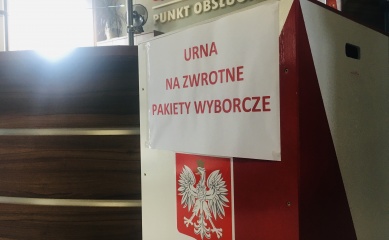 PUNKT OBSŁU
URNA
NA ZWROTNE
PAKIETY WYBORCZE